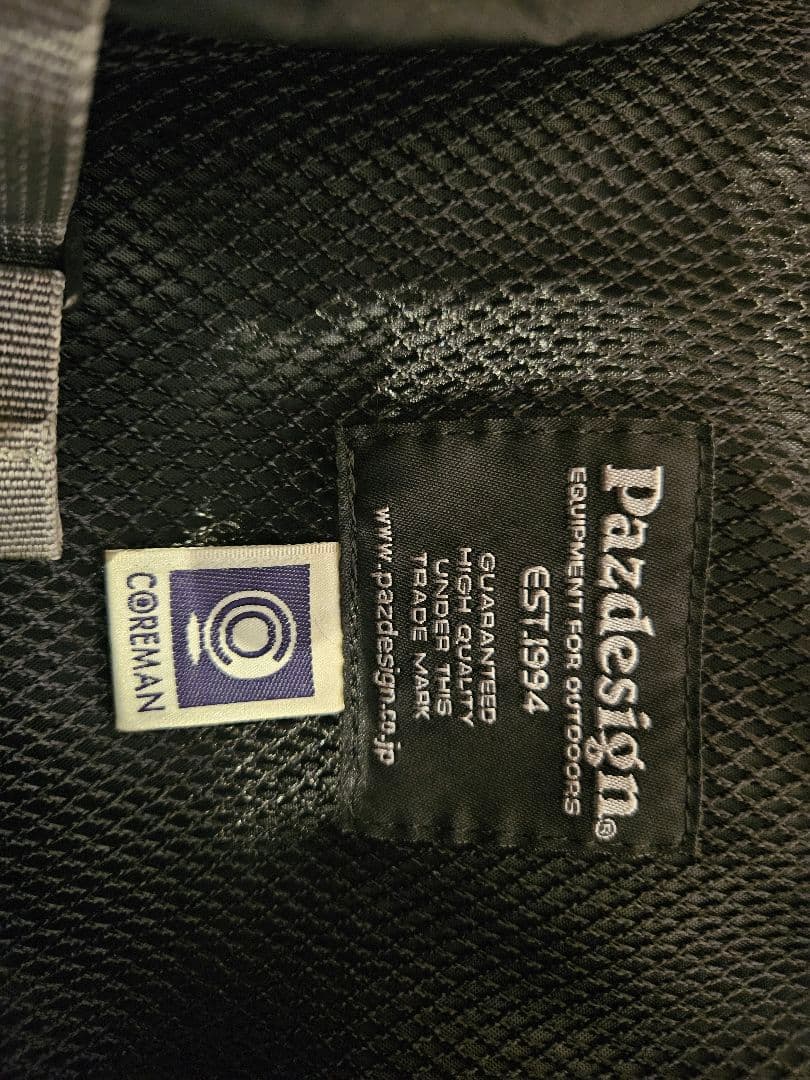 Pazdesign®
EQUIPMENT FOR OUTDOORS
EST.1994
GUARANTEED
HIGH QUALITY
UNDER THIS
TRADE MARK
www.pazdesign.co.jp
COREMAN